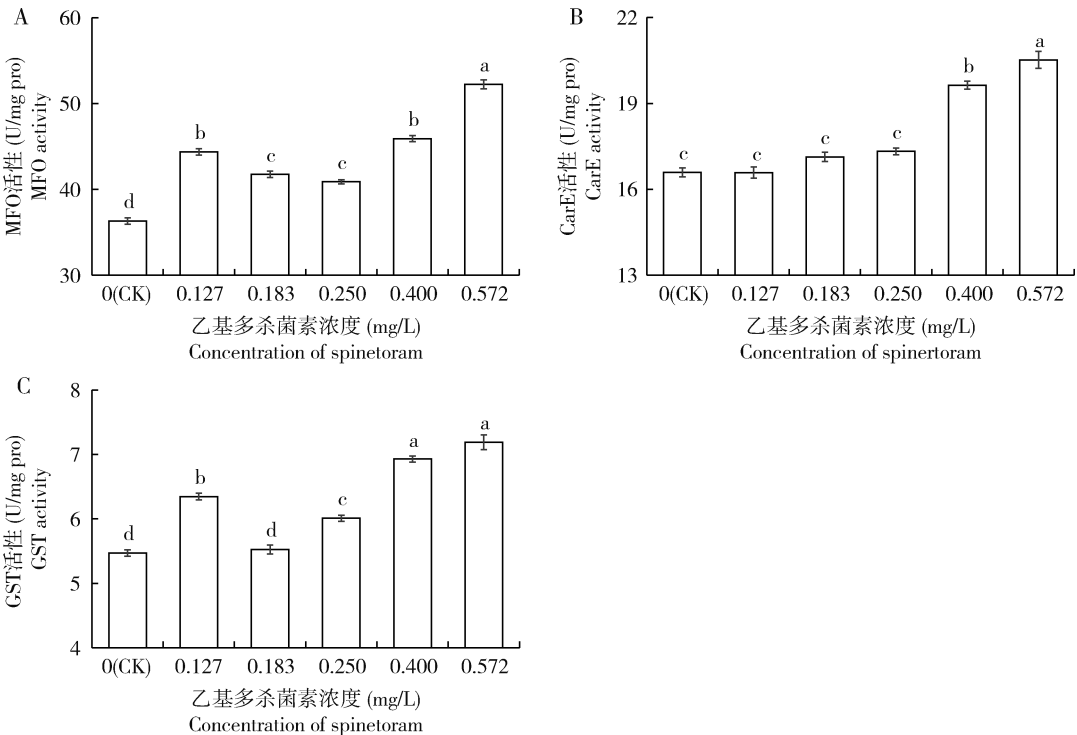 A
MFO活性 (U/mg pro)
MFO activity
60
50
40
30
d
b
c
c
b
a
0(CK) 0.127 0.183 0.250 0.400 0.572
乙基多杀菌素浓度 (mg/L)
Concentration of spinetoram
B
CarE活性 (U/mg pro)
CarE activity
22
19
16
13
c
c
c
c
b
a
0(CK) 0.127 0.183 0.250 0.400 0.572
乙基多杀菌素浓度 (mg/L)
Concentration of spinertoram
C
GST活性 (U/mg pro)
GST activity
8
7
6
5
4
d
b
d
c
a
a
0(CK) 0.127 0.183 0.250 0.400 0.572
乙基多杀菌素浓度 (mg/L)
Concentration of spinetoram